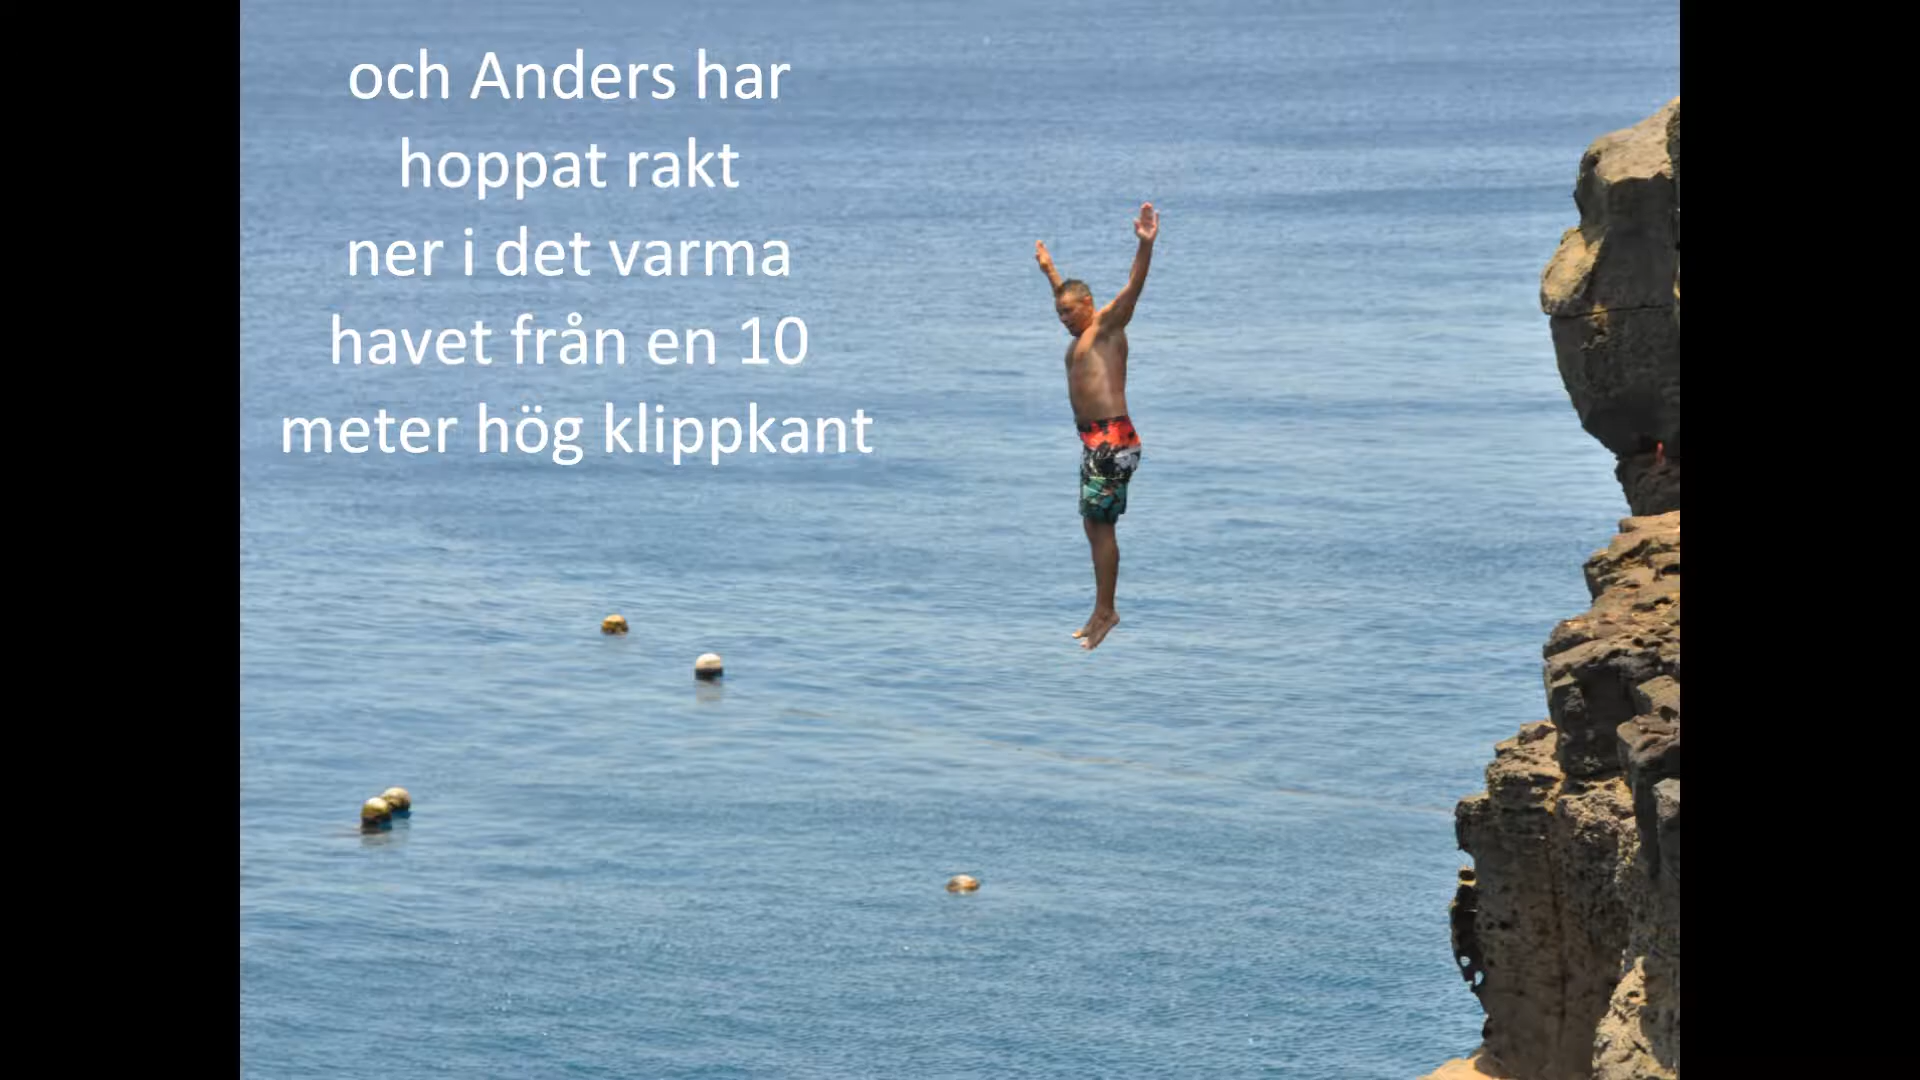 och Anders har
hoppat rakt
ner i det varma
havet från en 10
meter hög klippkant